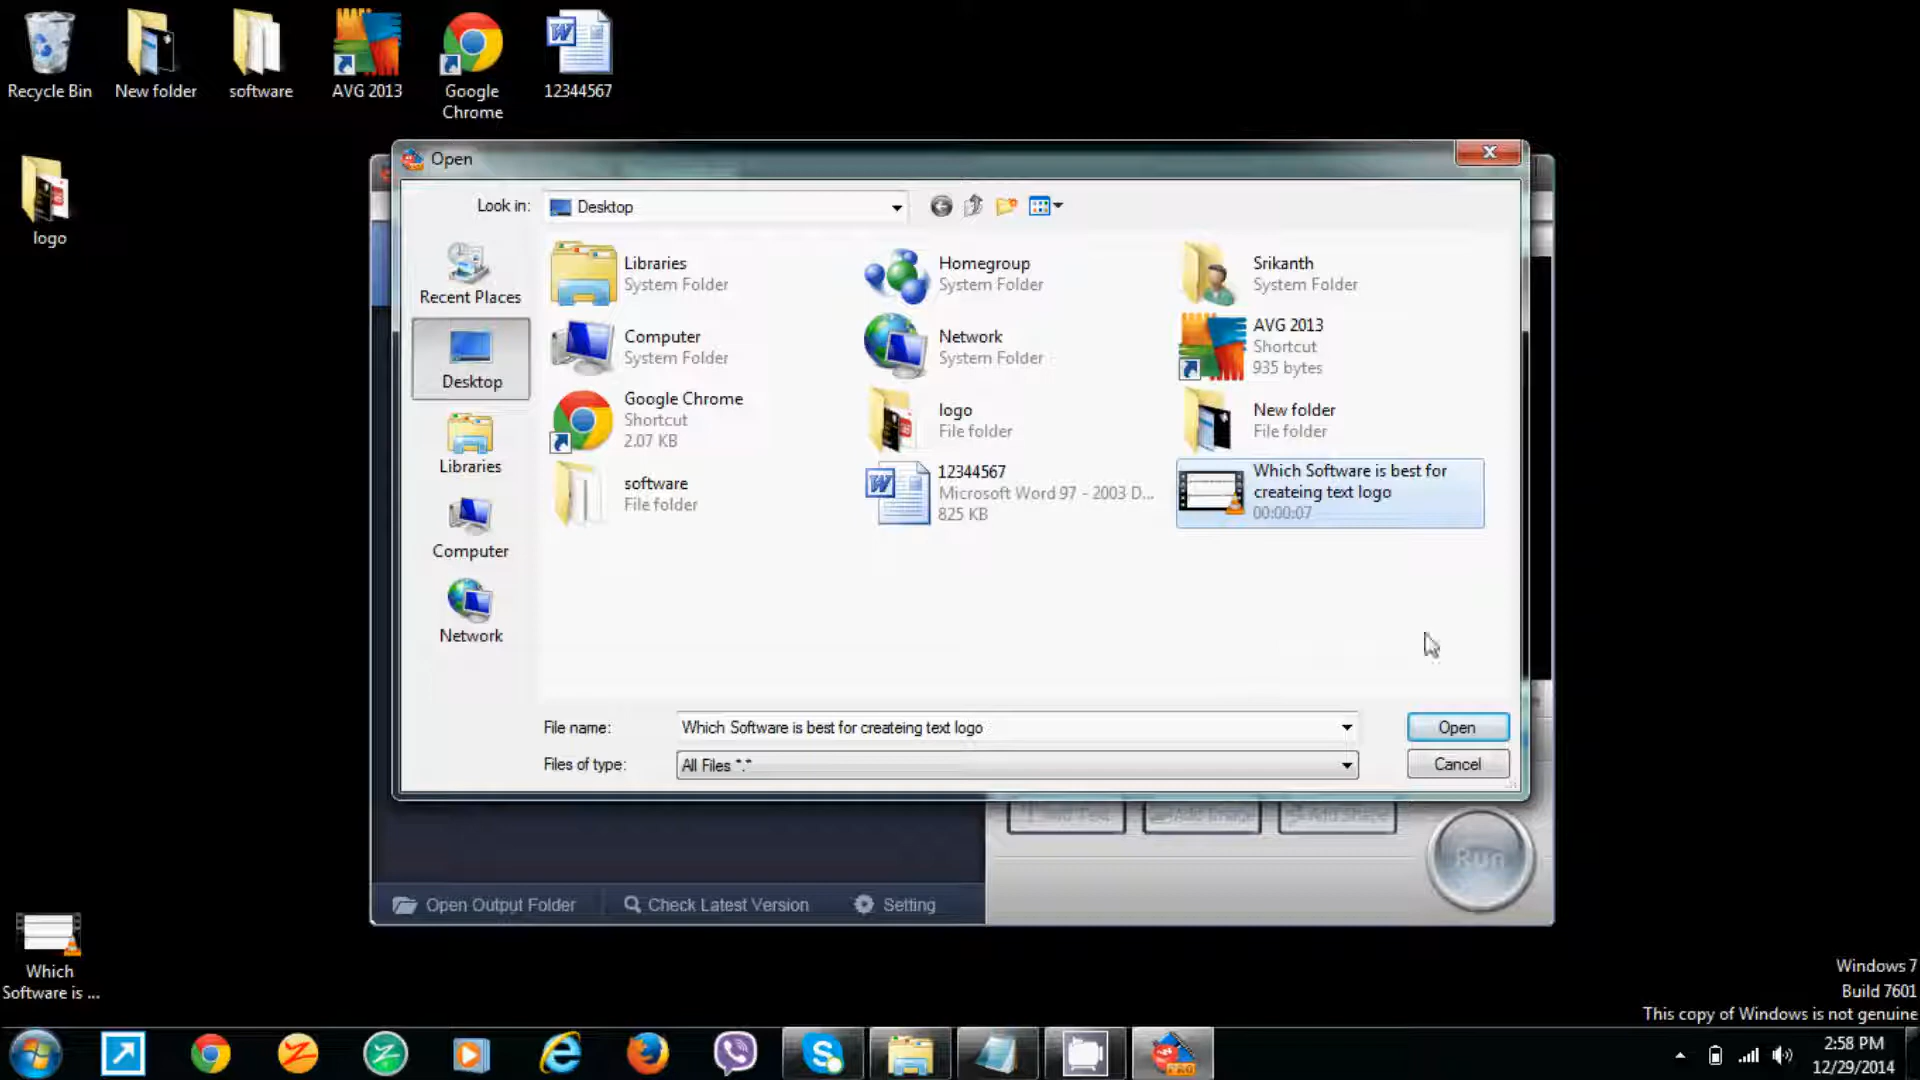 Recycle Bin
New folder
software
AVG 2013
Google
Chrome
12344567
logo
Open
Look in:
Desktop
Recent Places
Desktop
Libraries
Computer
Network
Libraries
System Folder
Homegroup
System Folder
Srikanth
System Folder
Computer
System Folder
Network
System Folder
AVG 2013
Shortcut
935 bytes
Google Chrome
Shortcut
2.07 KB
logo
File folder
New folder
File folder
software
File folder
12344567
Microsoft Word 97 - 2003 D...
825 KB
Which Software is best for
createing text logo
00:00:07
File name:
Which Software is best for createing text logo
Open
Files of type:
All Files *.*
Cancel
Add Text
Add Image
Add Shape
Run
Open Output Folder
Check Latest Version
Setting
Which
Software is ...
Windows 7
Build 7601
This copy of Windows is not genuine
2:58 PM
12/29/2014